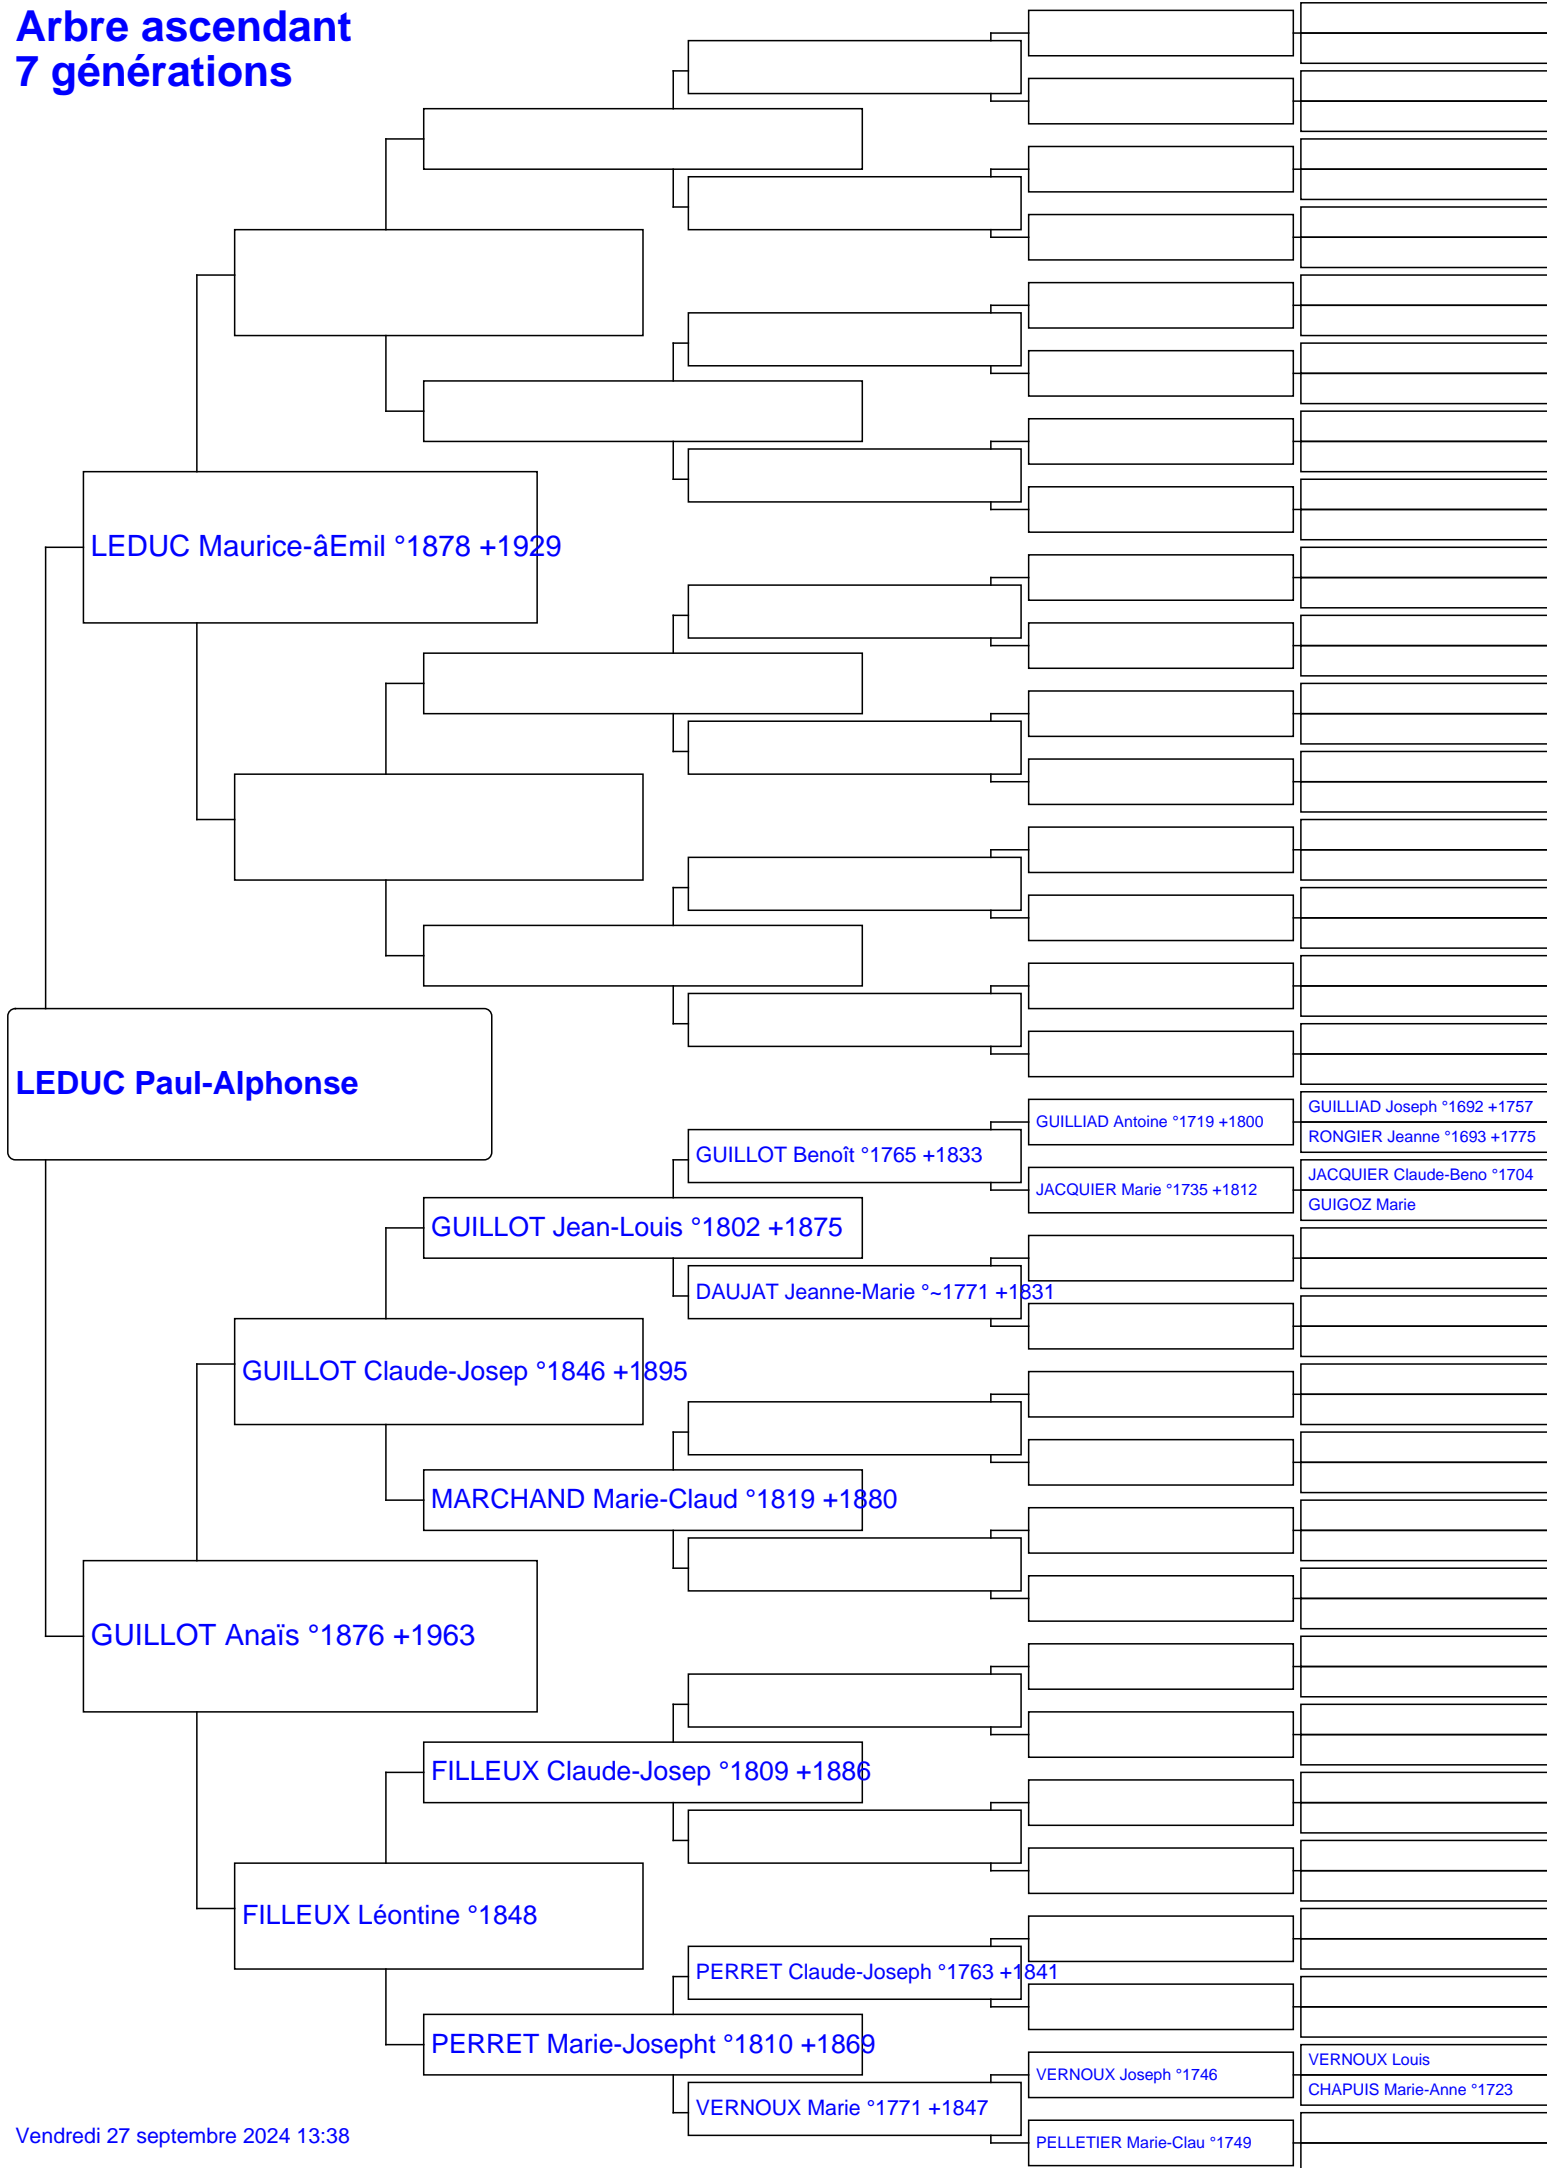 Arbre ascendant
7 générations
LEDUC Maurice-âEmil °1878 +1929
LEDUC Paul-Alphonse
GUILLIAD Joseph °1692 +1757
GUILLIAD Antoine °1719 +1800
RONGIER Jeanne °1693 +1775
GUILLOT Benoît °1765 +1833
JACQUIER Claude-Beno °1704
JACQUIER Marie °1735 +1812
GUIGOZ Marie
GUILLOT Jean-Louis °1802 +1875
DAUJAT Jeanne-Marie °~1771 +1831
GUILLOT Claude-Josep °1846 +1895
MARCHAND Marie-Claud °1819 +1880
GUILLOT Anaïs °1876 +1963
FILLEUX Claude-Josep °1809 +1886
FILLEUX Léontine °1848
PERRET Claude-Joseph °1763 +1841
PERRET Marie-Josepht °1810 +1869
VERNOUX Louis
VERNOUX Joseph °1746
CHAPUIS Marie-Anne °1723
VERNOUX Marie °1771 +1847
PELLETIER Marie-Clau °1749
Vendredi 27 septembre 2024 13:38